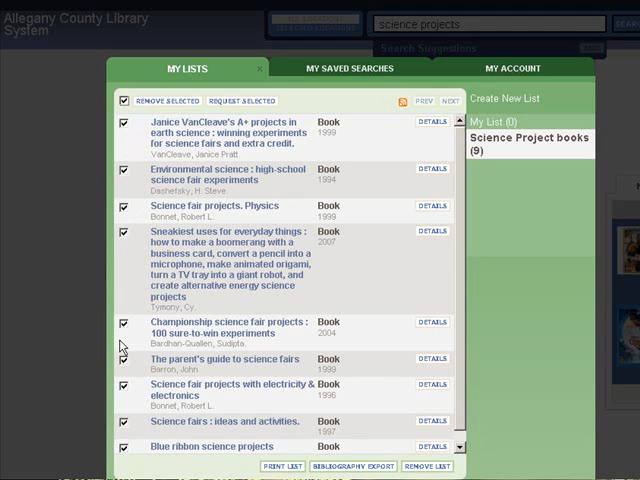 Allegany County Library
System
MY LOCATION
SELECTED LOCATIONS
science projects
SEAR
Search Suggestions
MY LISTS
×
MY SAVED SEARCHES
MY ACCOUNT
REMOVE SELECTED
REQUEST SELECTED
PREV
NEXT
Create New List
My List (0)
Science Project books
(9)
Janice VanCleave's A+ projects in
earth science : winning experiments
for science fairs and extra credit.
VanCleave, Janice Pratt.
Book
1999
DETAILS
Environmental science : high-school
science fair experiments
Dashefsky, H. Steve.
Book
1994
DETAILS
Science fair projects. Physics
Bonnet, Robert L.
Book
1999
DETAILS
Sneakiest uses for everyday things :
how to make a boomerang with a
business card, convert a pencil into a
microphone, make animated origami,
turn a TV tray into a giant robot, and
create alternative energy science
projects
Tymony, Cy.
Book
2007
DETAILS
Championship science fair projects :
100 sure-to-win experiments
Bardhan-Quallen, Sudipta.
Book
2004
DETAILS
The parent's guide to science fairs
Barron, John
Book
1999
DETAILS
Science fair projects with electricity &
electronics
Bonnet, Robert L.
Book
1996
DETAILS
Science fairs : ideas and activities.
Book
1997
DETAILS
Blue ribbon science projects
Book
DETAILS
PRINT LIST
BIBLIOGRAPHY EXPORT
REMOVE LIST